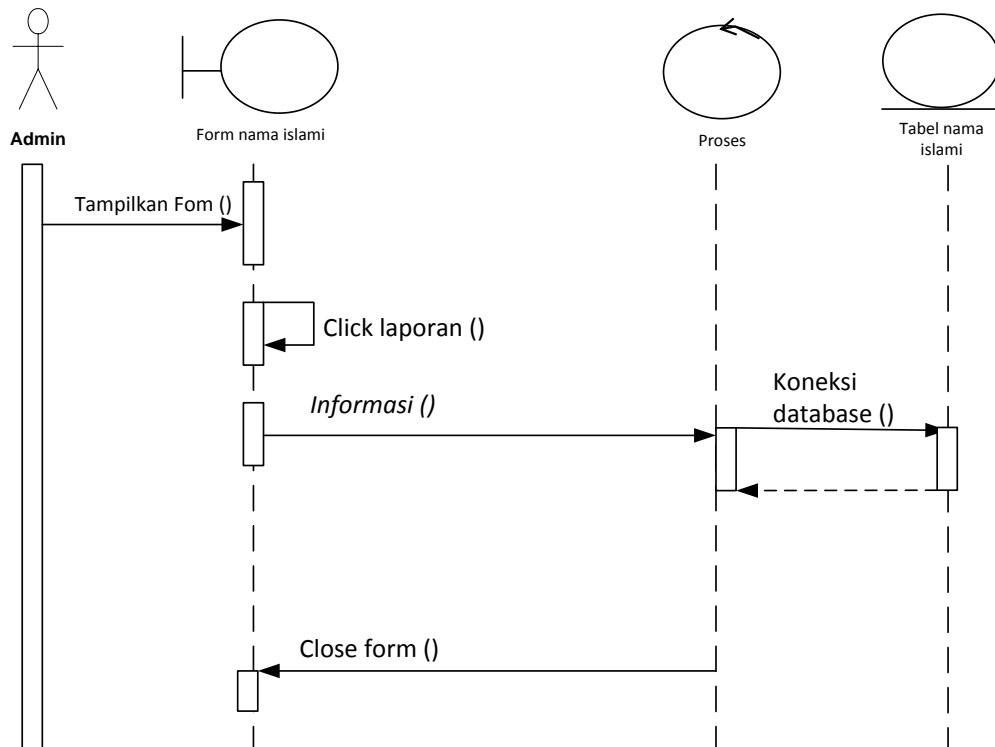 Admin
Form nama islami
Proses
Tabel nama
islami
Tampilkan Fom ()
Click laporan ()
Informasi ()
Koneksi
database ()
Close form ()